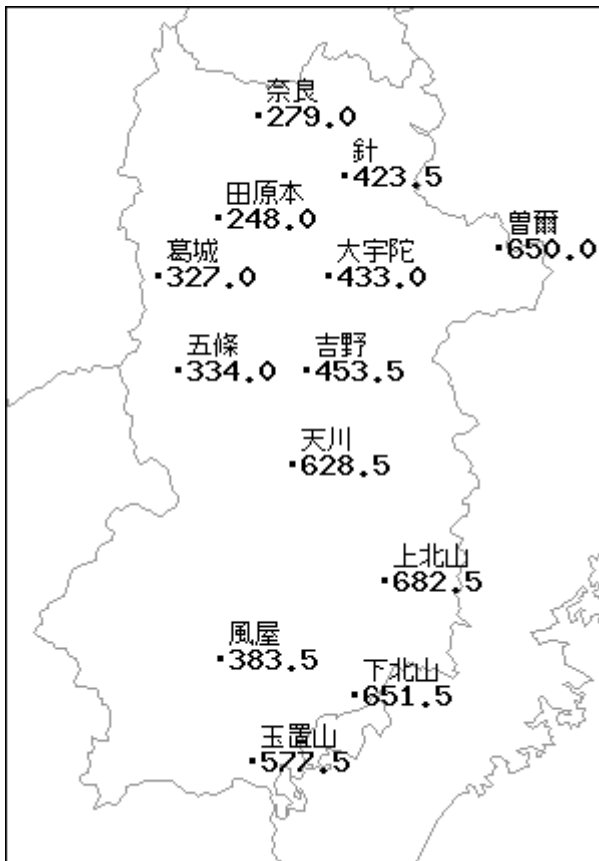 奈良
279.0
針
423.5
田原本
248.0
曽爾
650.0
葛城
327.0
大宇陀
433.0
五條
334.0
吉野
453.5
天川
628.5
上北山
682.5
風屋
383.5
下北山
651.5
玉置山
577.5